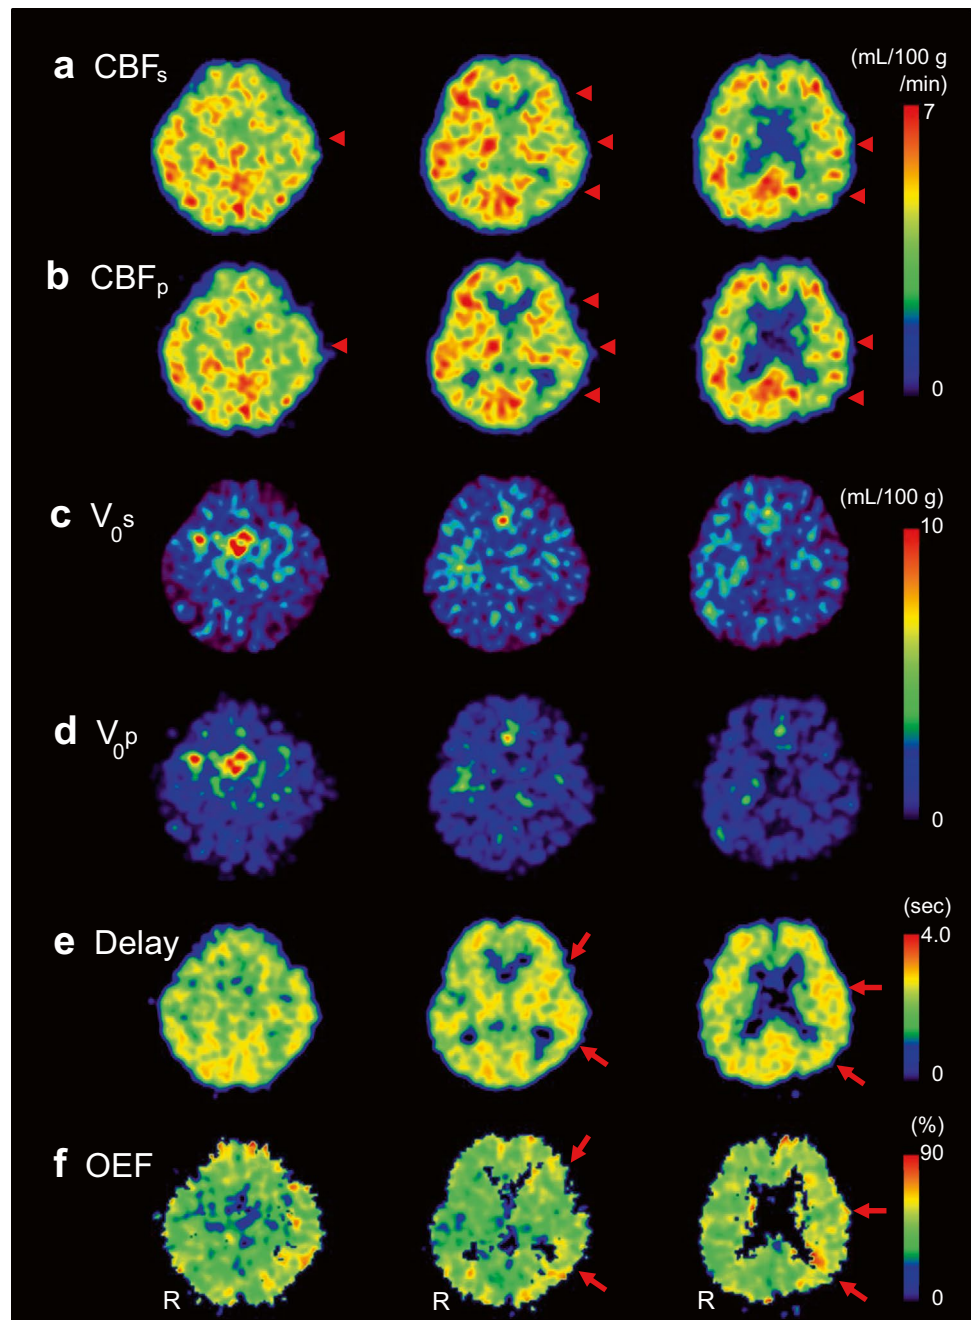 a CBFs
(mL/100 g
/min)
7
b CBFp
0
c V0s
(mL/100 g)
10
d V0p
0
e Delay
(sec)
4.0
0
f OEF
(%)
90
R
R
R
0